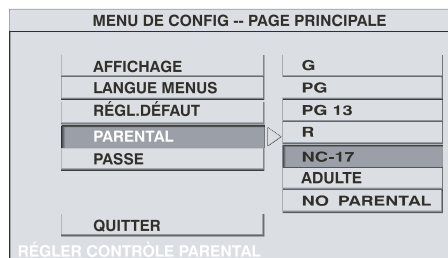 MENU DE CONFIG -- PAGE PRINCIPALE
AFFICHAGE
LANGUE MENUS
RÉGL.DÉFAUT
PARENTAL
PASSE
QUITTER
G
PG
PG 13
R
NC-17
ADULTE
NO PARENTAL
RÉGLER CONTRÔLE PARENTAL